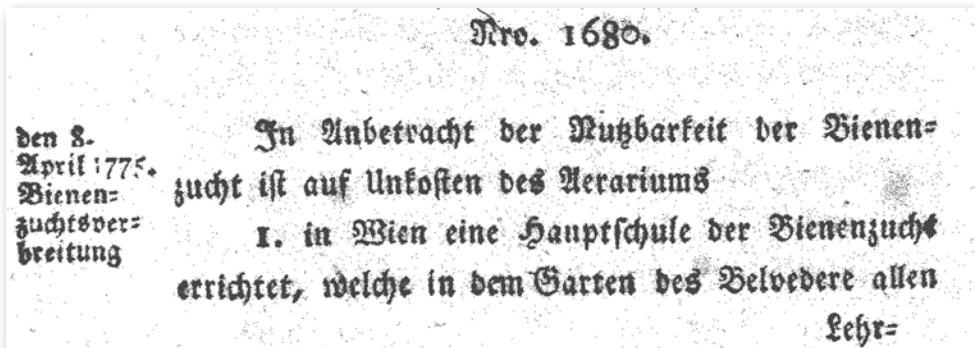 Nro. 1680.
den 8.
April 1775.
Bienen=
zuchtsver=
breitung
In Anbetracht der Nutzbarkeit der Bienen=
zucht ist auf Unkosten des Aerariums
1. in Wien eine Hauptschule der Bienenzucht
errichtet, welche in dem Garten des Belvedere allen
Lehr=